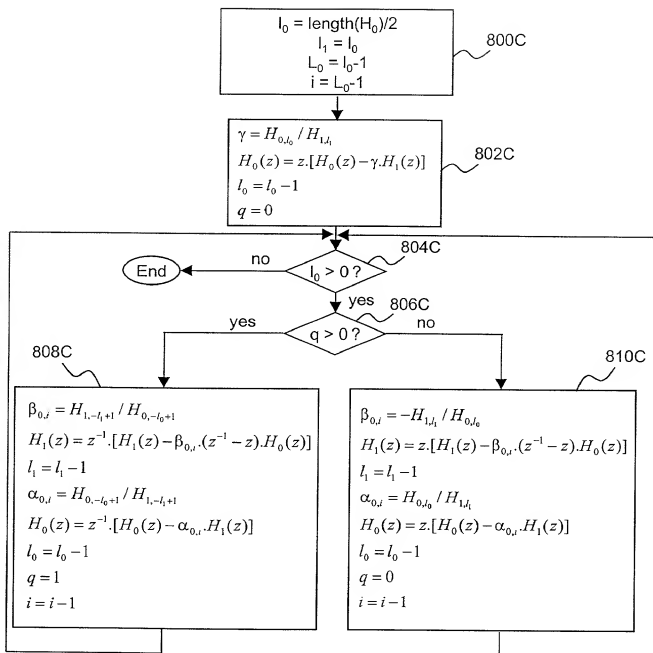 l₀ = length(H₀)/2
l₁ = l₀
L₀ = l₀-1
i = L₀-1
800C
γ = H₀,ₗ₀ / H₁,ₗ₁
H₀(z) = z.[H₀(z) − γ.H₁(z)]
l₀ = l₀ −1
q = 0
802C
804C
no
End
l₀ > 0 ?
yes
806C
yes
q > 0 ?
no
808C
β₀,ᵢ = H₁,₋ₗ₁₊₁ / H₀,₋ₗ₀₊₁
H₁(z) = z⁻¹.[H₁(z) − β₀,ᵢ.(z⁻¹ − z).H₀(z)]
l₁ = l₁ −1
α₀,ᵢ = H₀,₋ₗ₀₊₁ / H₁,₋ₗ₁₊₁
H₀(z) = z⁻¹.[H₀(z) − α₀,ᵢ.H₁(z)]
l₀ = l₀ −1
q = 1
i = i −1
810C
β₀,ᵢ = −H₁,ₗ₁ / H₀,ₗ₀
H₁(z) = z.[H₁(z) − β₀,ᵢ.(z⁻¹ − z).H₀(z)]
l₁ = l₁ −1
α₀,ᵢ = H₀,ₗ₀ / H₁,ₗ₁
H₀(z) = z.[H₀(z) − α₀,ᵢ.H₁(z)]
l₀ = l₀ −1
q = 0
i = i −1